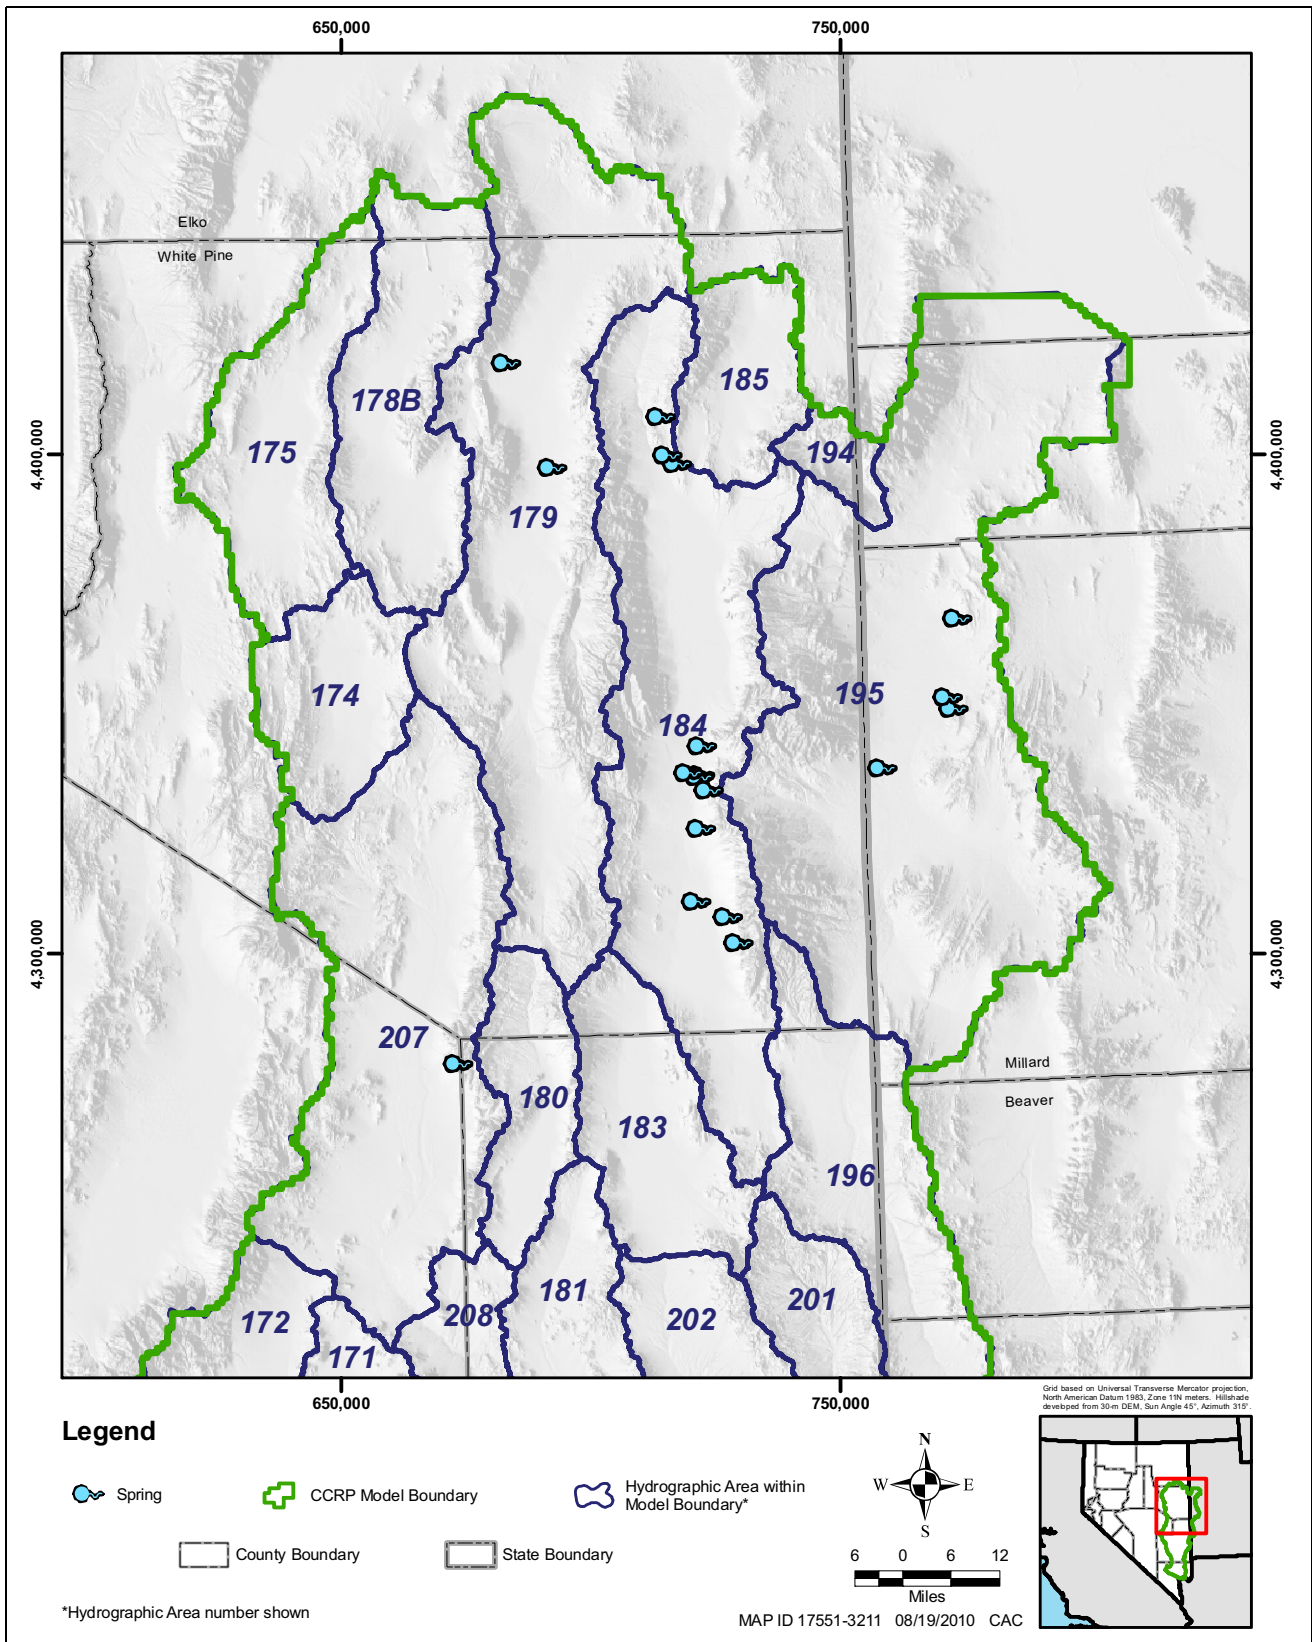 650,000
750,000
Elko
White Pine
185
178B
175
194
4,400,000
4,400,000
179
174
195
184
4,300,000
4,300,000
207
Millard
180
Beaver
183
196
181
201
208
202
172
171
650,000
750,000
Grid based on Universal Transverse Mercator projection,
North American Datum 1983, Zone 11N meters. Hillshade
developed from 30-m DEM, Sun Angle 45°, Azimuth 315°.
Legend
Spring
CCRP Model Boundary
Hydrographic Area within
Model Boundary*
N
W
E
S
County Boundary
State Boundary
6 0 6 12
Miles
*Hydrographic Area number shown
MAP ID 17551-3211 08/19/2010 CAC